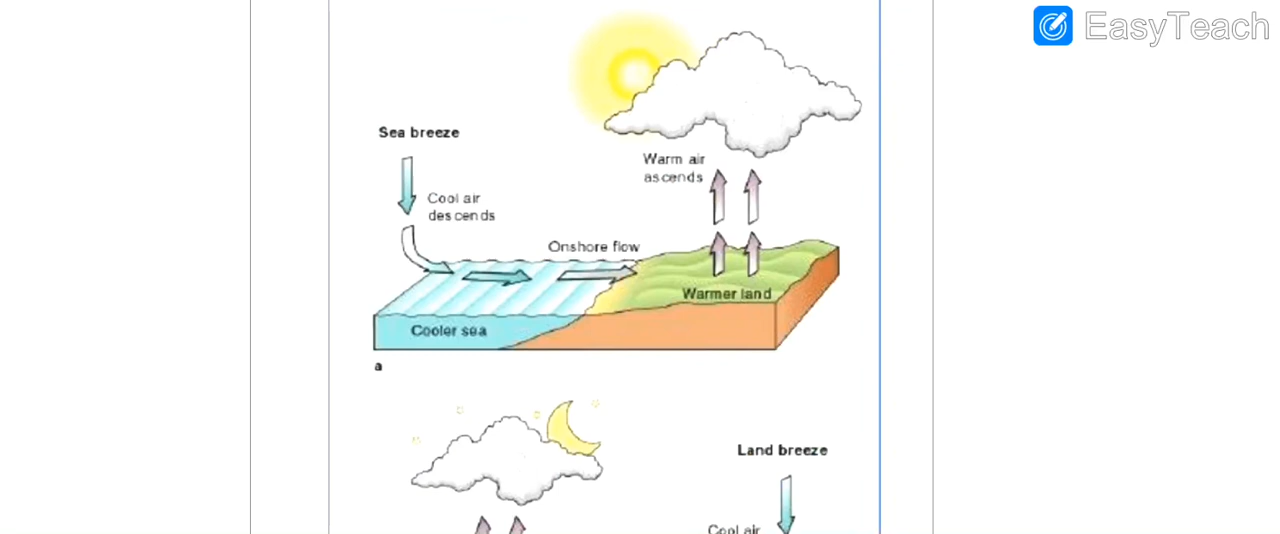 EasyTeach
Sea breeze
Warm air
ascends
Cool air
descends
Onshore flow
Warmer land
Cooler sea
a
Land breeze
Cool air